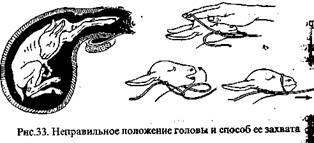 Рис.33. Неправильное положение головы и способ ее захвата